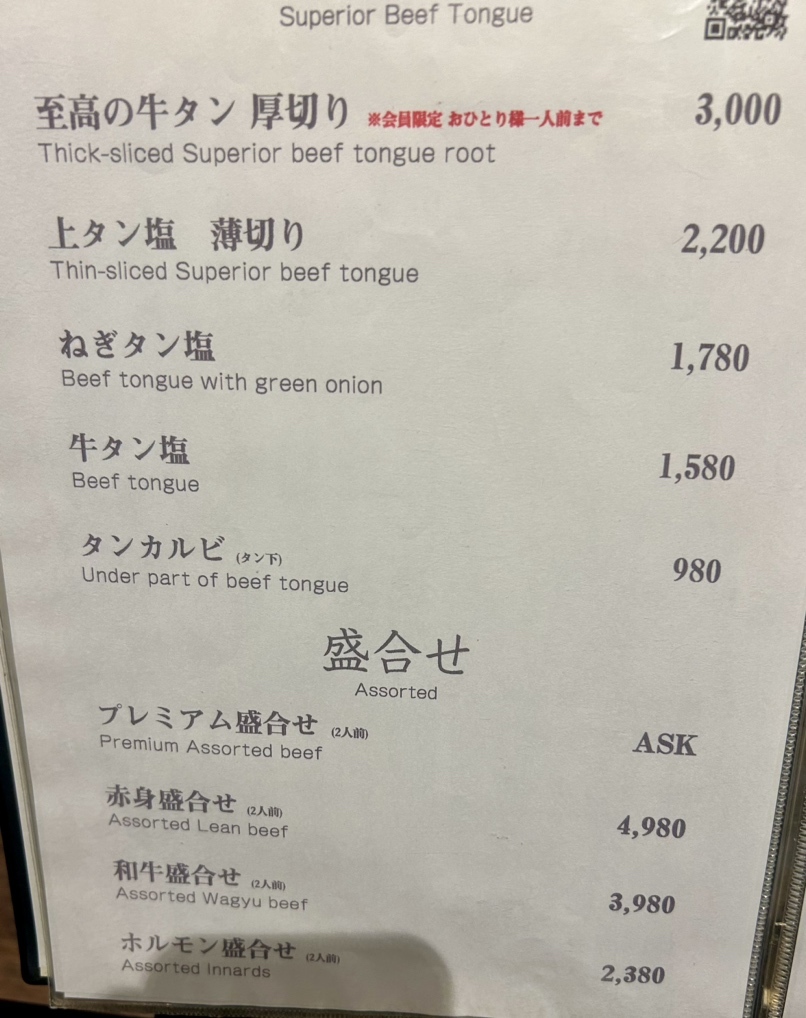 Superior Beef Tongue
至高の牛タン 厚切り ※会員限定 おひとり様一人前まで 3,000
Thick-sliced Superior beef tongue root
上タン塩 薄切り 2,200
Thin-sliced Superior beef tongue
ねぎタン塩 1,780
Beef tongue with green onion
牛タン塩 1,580
Beef tongue
タンカルビ (タン下) 980
Under part of beef tongue
盛合せ
Assorted
プレミアム盛合せ (2人前) ASK
Premium Assorted beef
赤身盛合せ (2人前) 4,980
Assorted Lean beef
和牛盛合せ (2人前) 3,980
Assorted Wagyu beef
ホルモン盛合せ (2人前) 2,380
Assorted Innards